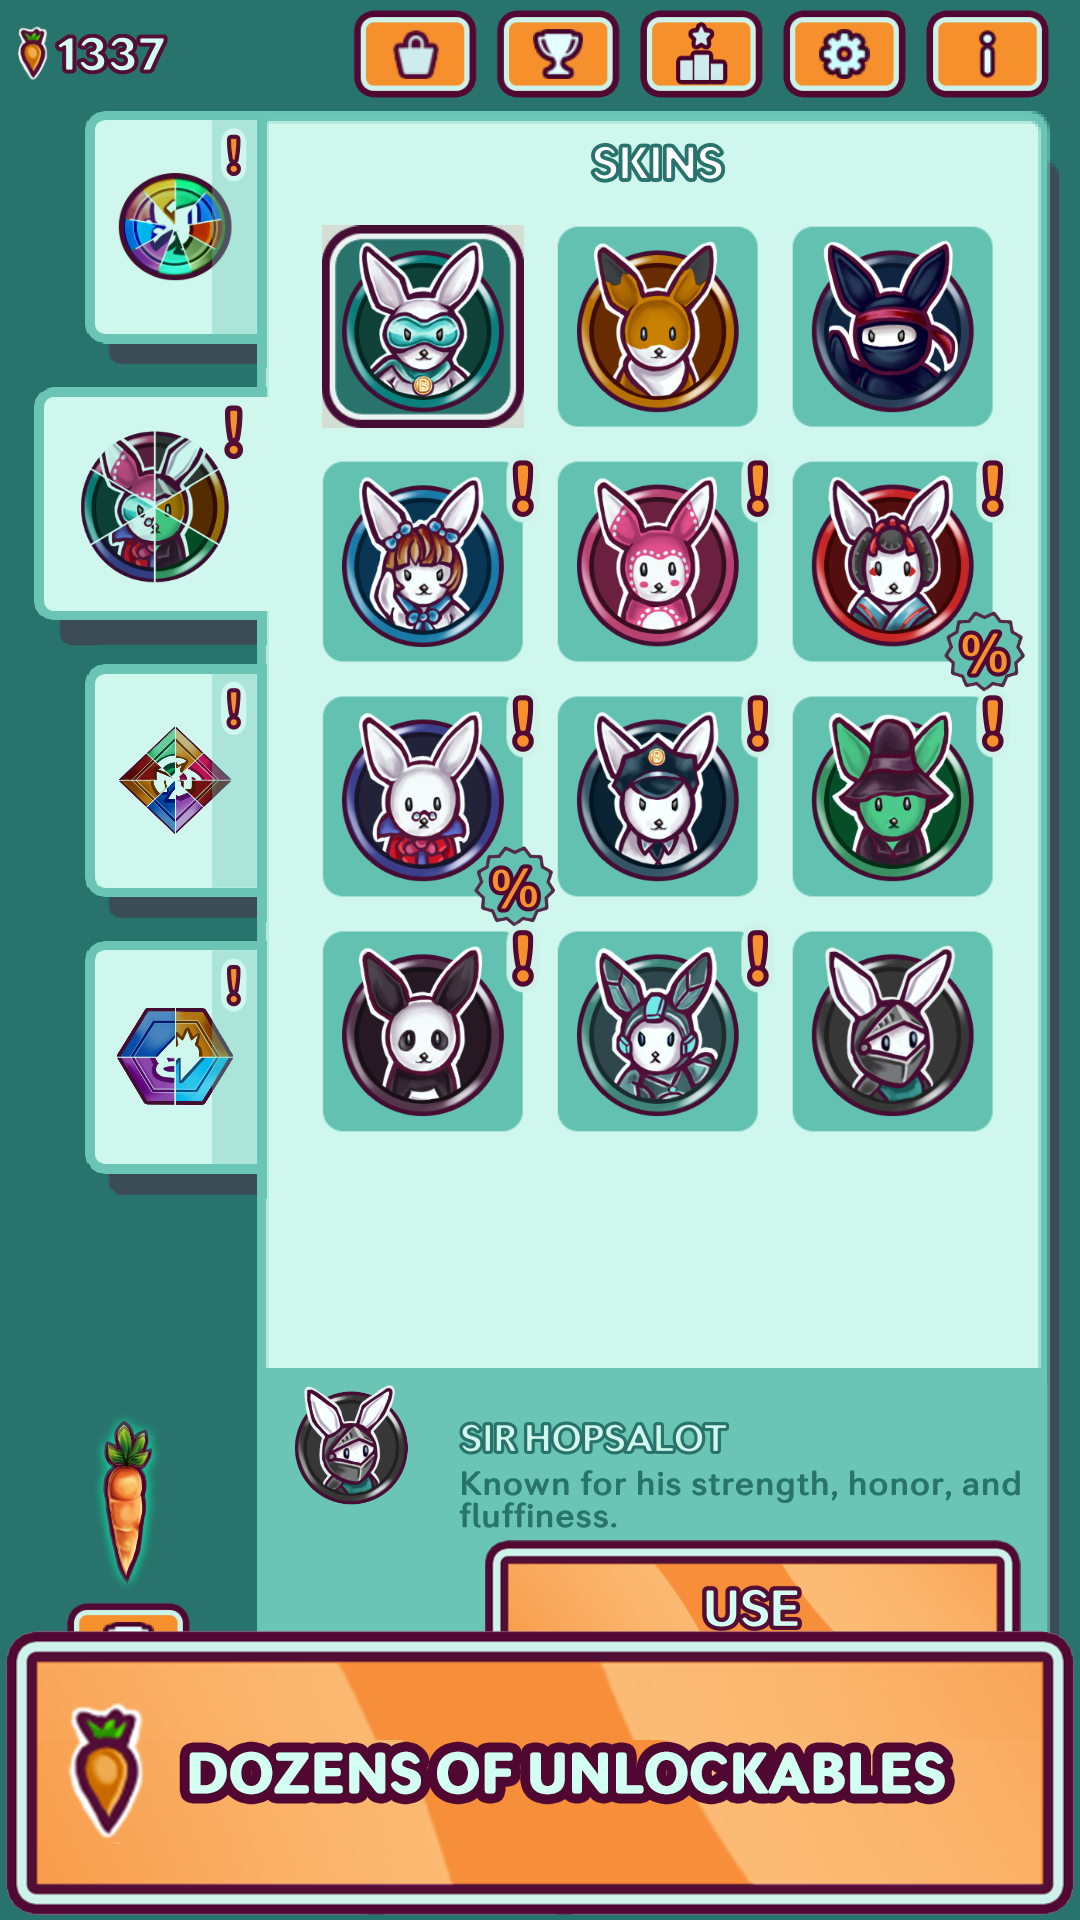 1337
SKINS
%
%
SIR HOPSALOT
Known for his strength, honor, and
fluffiness.
USE
DOZENS OF UNLOCKABLES